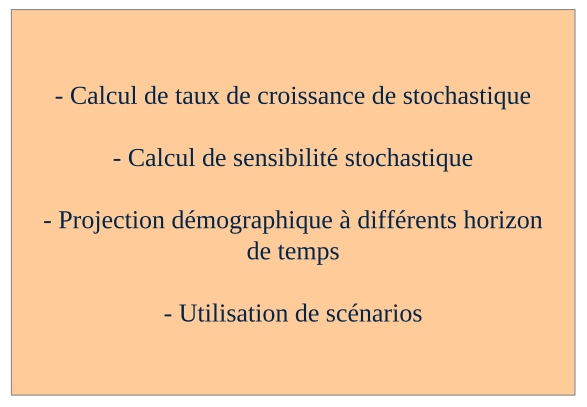 - Calcul de taux de croissance de stochastique
- Calcul de sensibilité stochastique
- Projection démographique à différents horizon
de temps
- Utilisation de scénarios